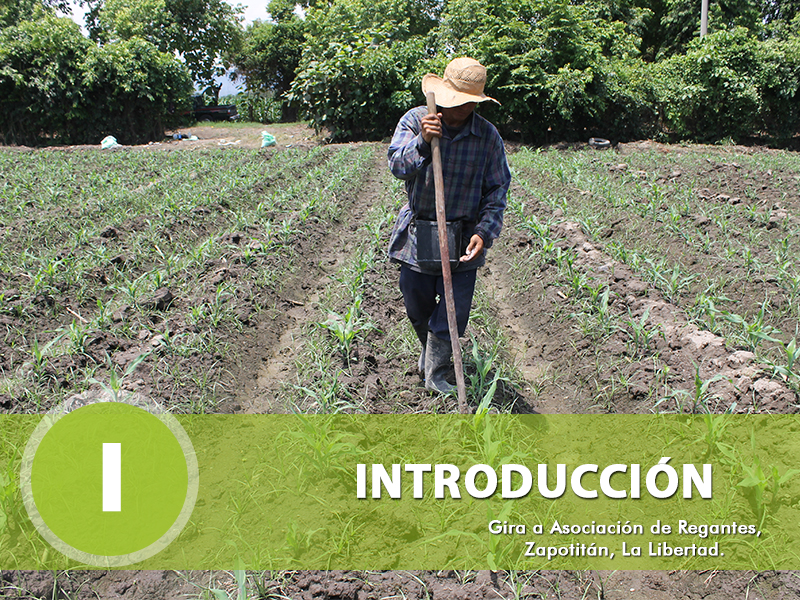 I
INTRODUCCIÓN
Gira a Asociación de Regantes,
Zapotitán, La Libertad.